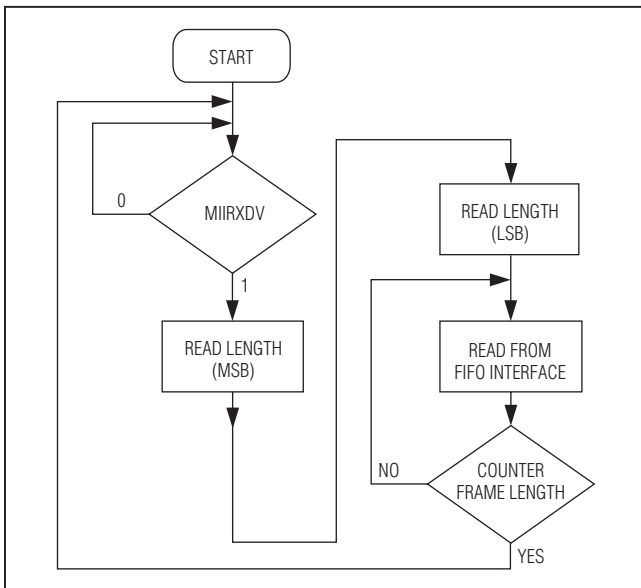 START
0
MIIRXDV
1
READ LENGTH
(MSB)
READ LENGTH
(LSB)
READ FROM
FIFO INTERFACE
NO
COUNTER
FRAME LENGTH
YES